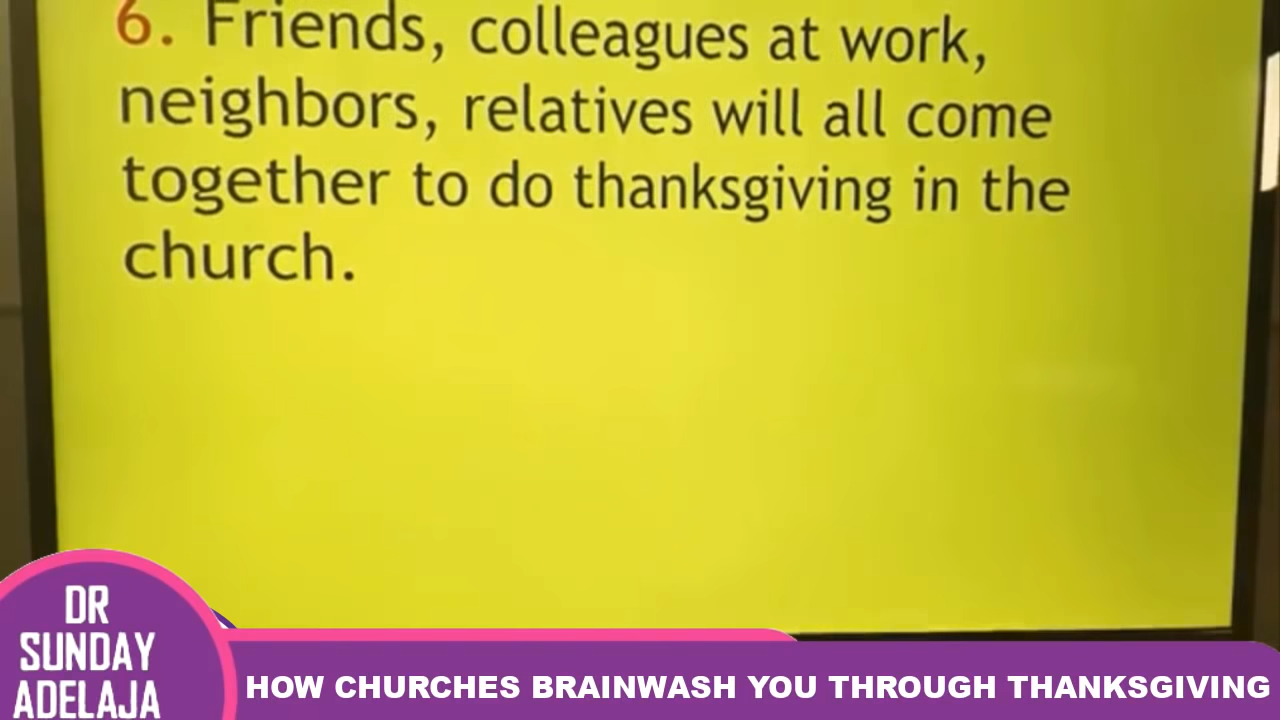 6. Friends, colleagues at work,
neighbors, relatives will all come
together to do thanksgiving in the
church.
DR
SUNDAY
ADELAJA
HOW CHURCHES BRAINWASH YOU THROUGH THANKSGIVING